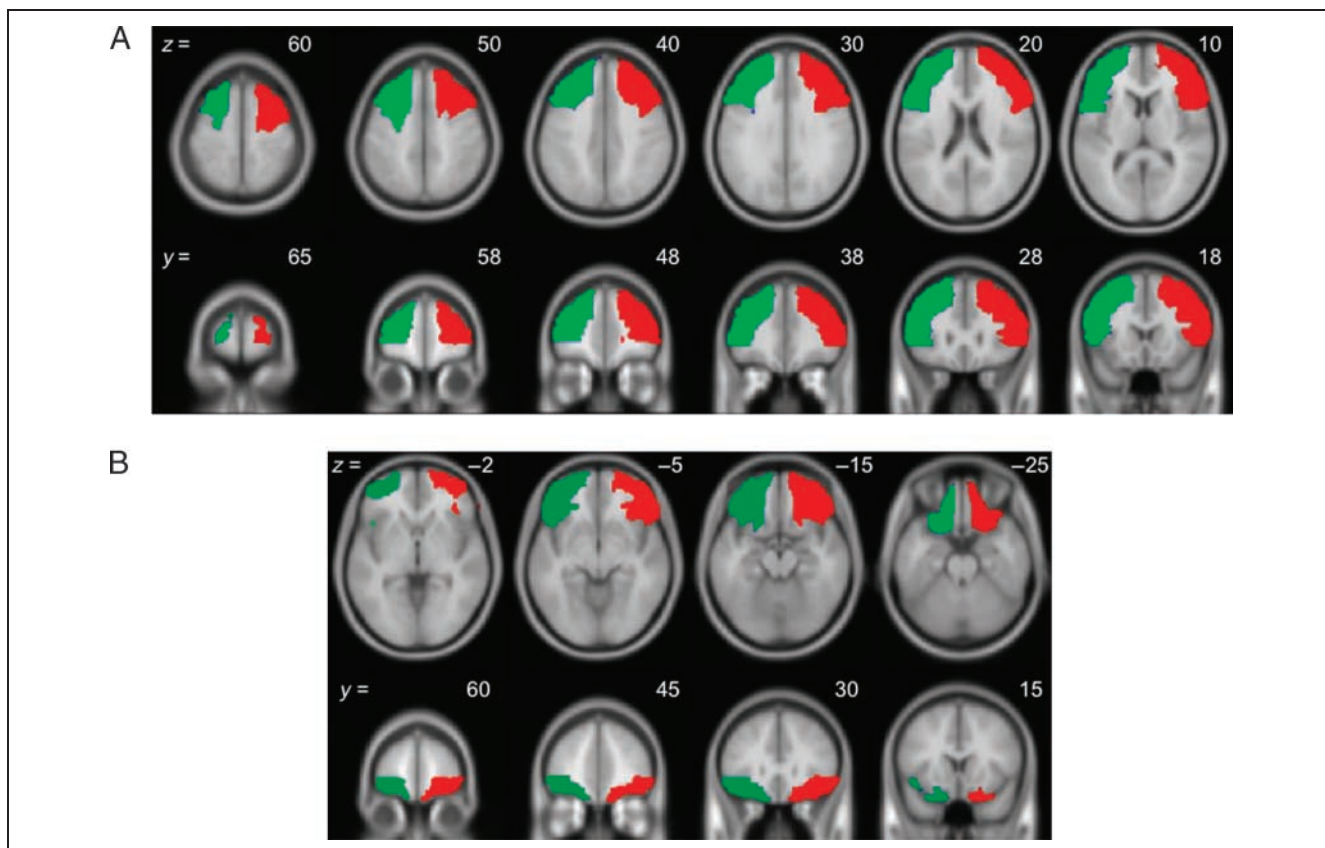 A
z = 60 50 40 30 20 10
y = 65 58 48 38 28 18
B
z = –2 –5 –15 –25
y = 60 45 30 15